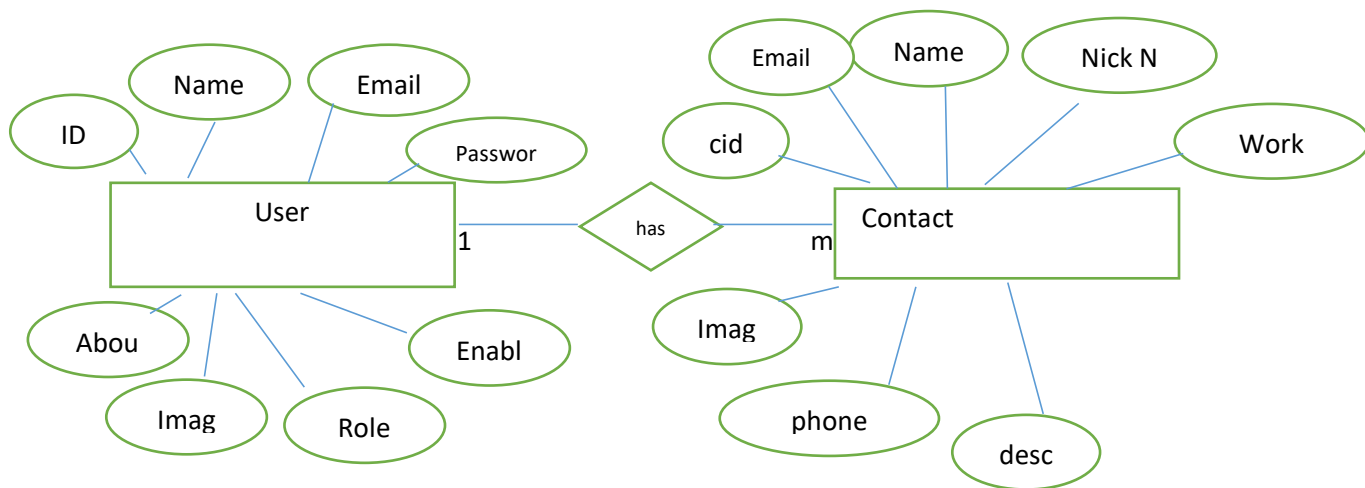 Name
Email
ID
Passwor
User
1
has
m
Email
Name
Nick N
cid
Work
Contact
Abou
Imag
Role
Enabl
Imag
phone
desc